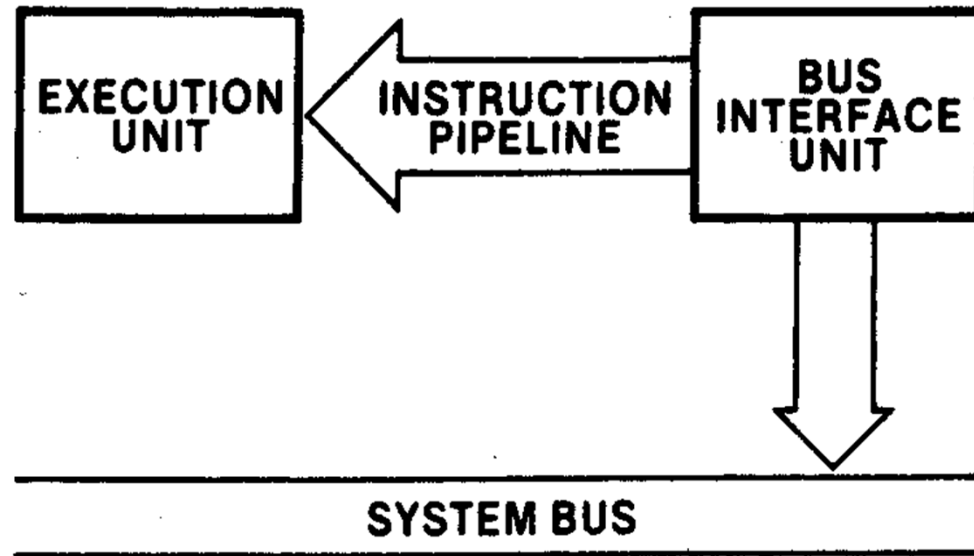 EXECUTION
UNIT
INSTRUCTION
PIPELINE
BUS
INTERFACE
UNIT
SYSTEM BUS